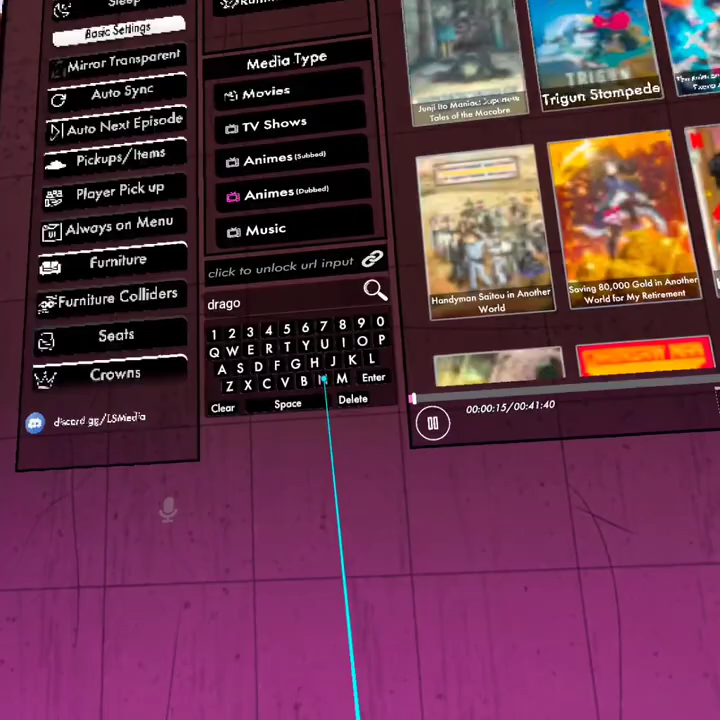 Sleep
Basic Settings
Mirror Transparent
Auto Sync
Auto Next Episode
Pickups/Items
Player Pick up
Always on Menu
Furniture
Furniture Colliders
Seats
Crowns
discord.gg/LSMedia
Media Type
Movies
TV Shows
Animes (Subbed)
Animes (Dubbed)
Music
click to unlock url input
drago
1 2 3 4 5 6 7 8 9 0
Q W E R T Y U I O P
A S D F G H J K L
Z X C V B N M Enter
Clear Space Delete
Junji Ito Maniac: Japanese
Tales of the Macabre
TRIGUN
Trigun Stampede
Handyman Saitou in Another
World
Saving 80,000 Gold in Another
World for My Retirement
00:00:15/00:41:40